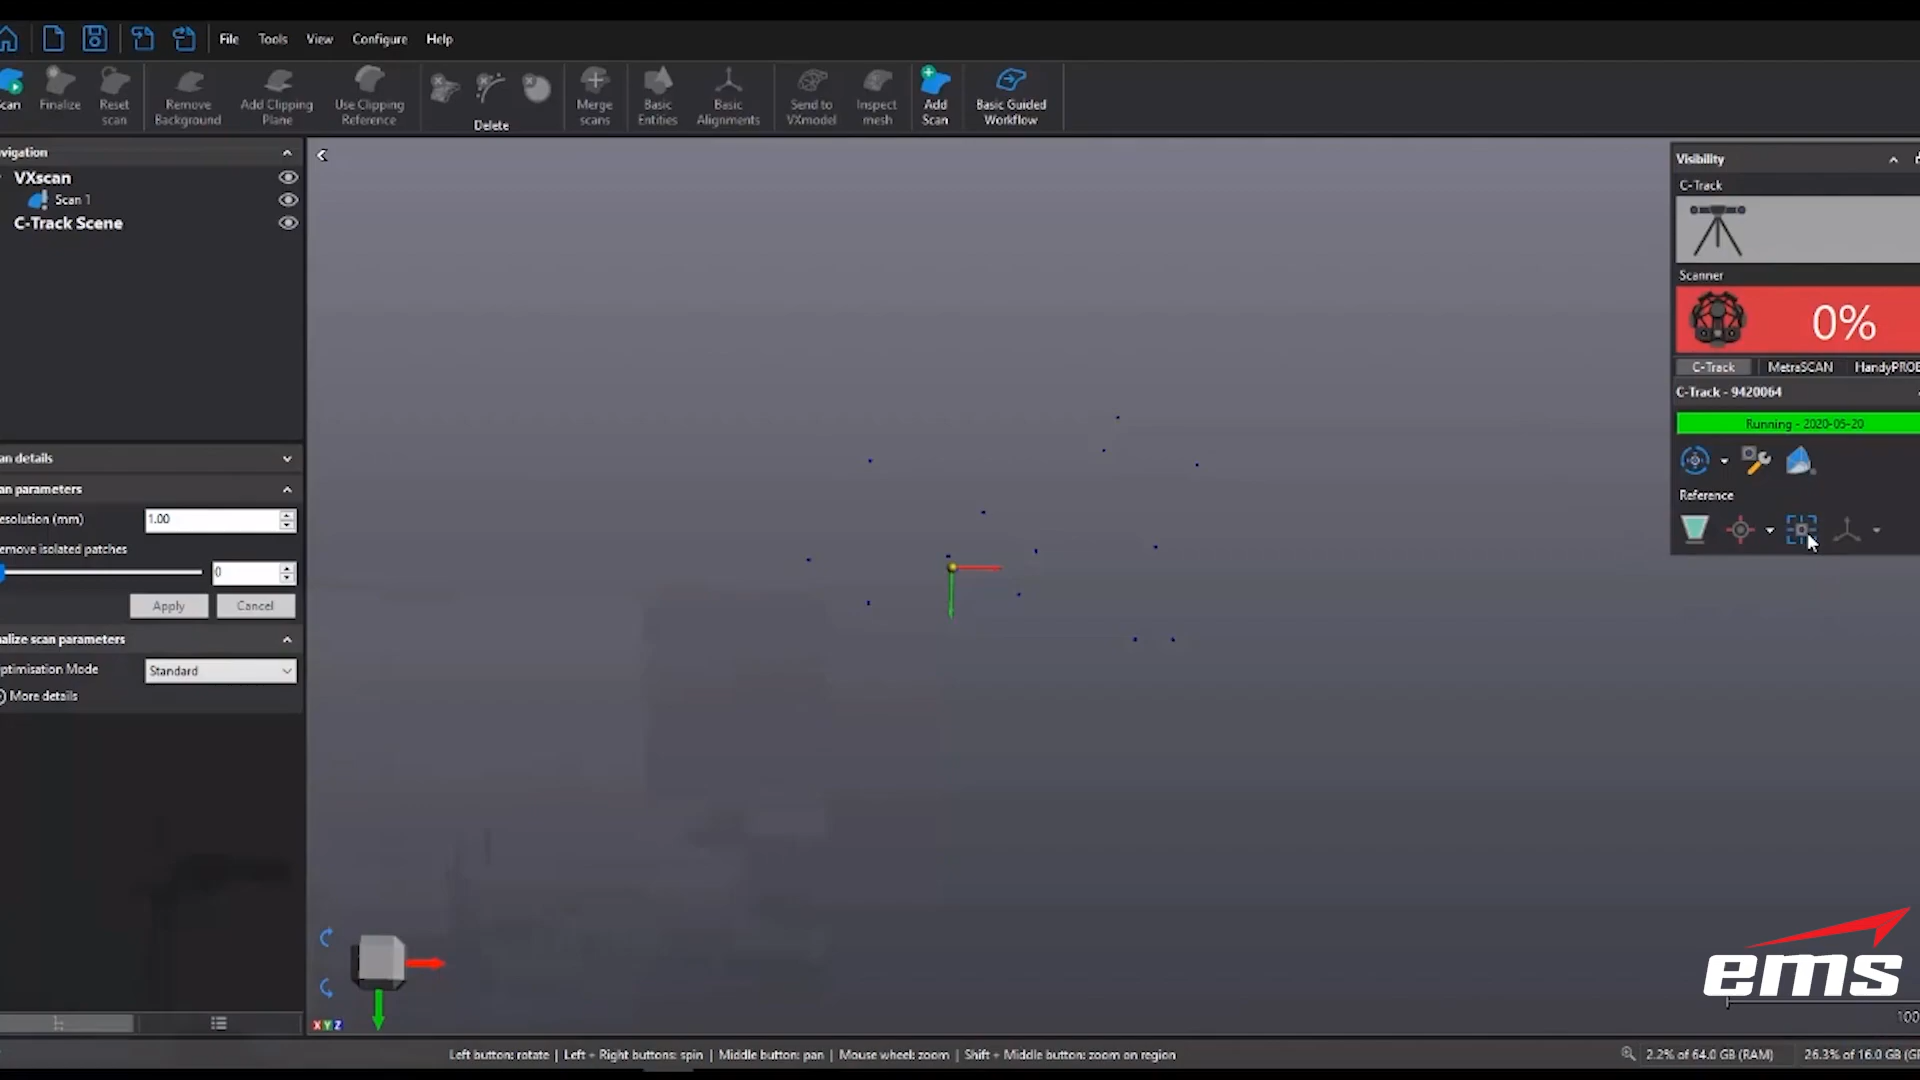 File Tools View Configure Help
Scan Finalize Reset scan Remove Background Add Clipping Plane Use Clipping Reference Delete Merge scans Basic Entities Basic Alignments Send to VXmodel Inspect mesh Add Scan Basic Guided Workflow
vigation
VXscan
Scan 1
C-Track Scene
an details
an parameters
esolution (mm) 1.00
emove isolated patches
0
Apply Cancel
alize scan parameters
ptimisation Mode Standard
More details
Visibility
C-Track
Scanner
0%
C-Track MetraSCAN HandyPROB
C-Track - 9420064
Running - 2020-05-20
Reference
XYZ
ems
100
Left button: rotate | Left + Right buttons: spin | Middle button: pan | Mouse wheel: zoom | Shift + Middle button: zoom on region
2.2% of 64.0 GB (RAM) 26.3% of 16.0 GB (GP